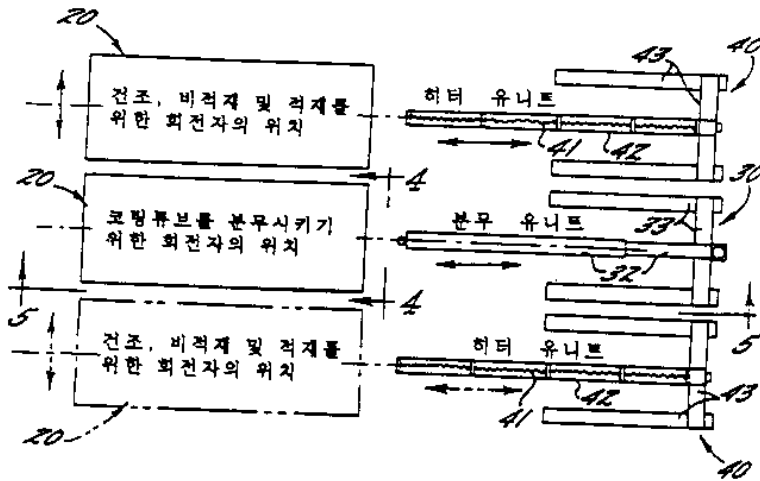 20
40
43
건조, 비적재 및 적재를
위한 회전자의 위치
히터 유니트
41
42
4
30
20
33
코팅튜브를 분무시키기
위한 회전자의 위치
분무 유니트
32
4
5
5
건조, 비적재 및 적재를
위한 회전자의 위치
히터 유니트
41
42
43
20
40